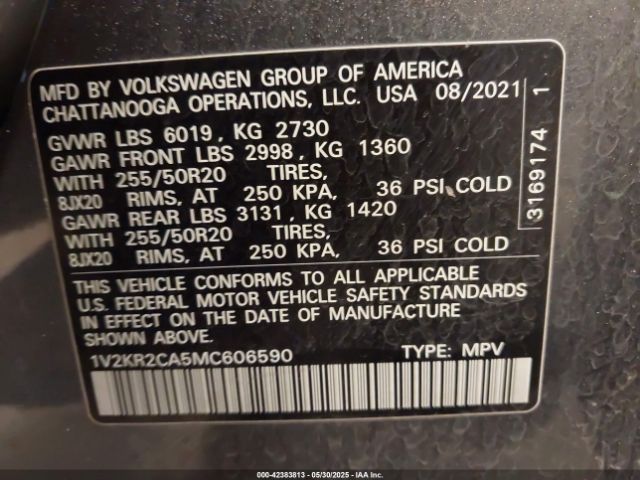 MFD BY VOLKSWAGEN GROUP OF AMERICA
CHATTANOOGA OPERATIONS, LLC. USA 08/2021
GVWR LBS 6019, KG 2730
GAWR FRONT LBS 2998, KG 1360
WITH 255/50R20 TIRES,
8JX20 RIMS, AT 250 KPA, 36 PSI COLD
GAWR REAR LBS 3131, KG 1420
WITH 255/50R20 TIRES,
8JX20 RIMS, AT 250 KPA, 36 PSI COLD
THIS VEHICLE CONFORMS TO ALL APPLICABLE
U.S. FEDERAL MOTOR VEHICLE SAFETY STANDARDS
IN EFFECT ON THE DATE OF MANUFACTURE
SHOWN ABOVE.
1V2KR2CA5MC606590 TYPE: MPV
3169174 1
000-42383813 - 05/30/2025 - IAA Inc.